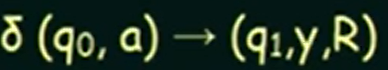 δ (q₀, a) → (q₁,y,R)